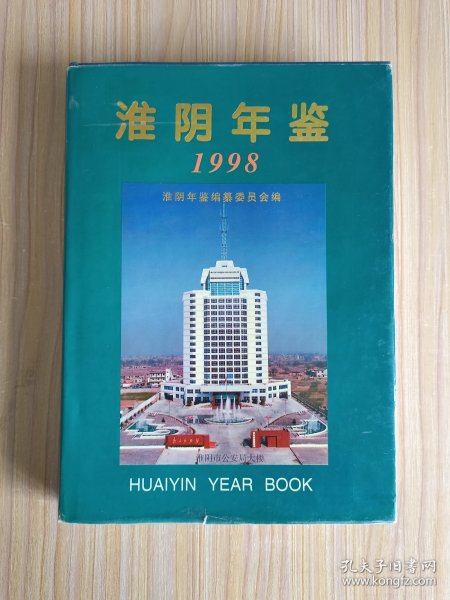 淮阴年鉴
1998
淮阴年鉴编纂委员会编
淮阴市公安局大楼
HUAIYIN YEAR BOOK
孔夫子旧书网
www.kongfz.com